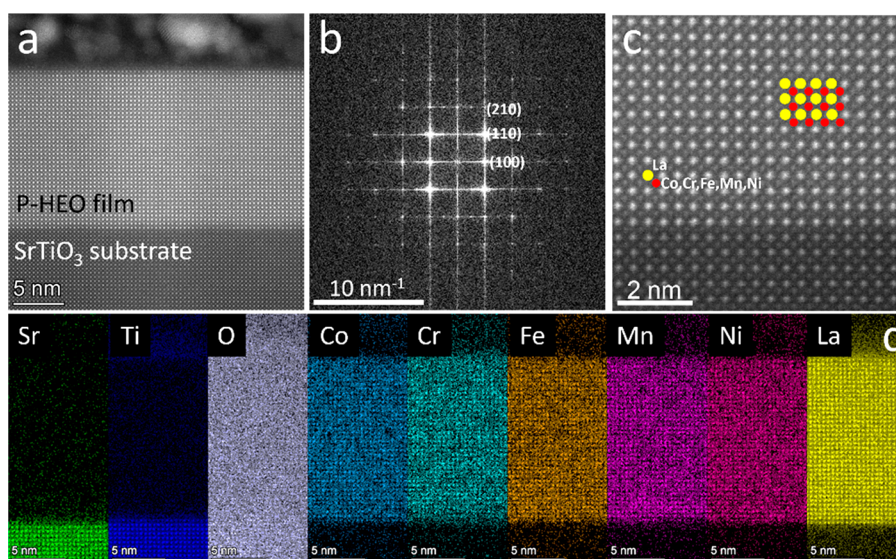 a
P-HEO film
SrTiO3 substrate
5 nm
b
(210)
(110)
(100)
10 nm-1
c
La
Co,Cr,Fe,Mn,Ni
2 nm
Sr Ti O Co Cr Fe Mn Ni La d
5 nm 5 nm 5 nm 5 nm 5 nm 5 nm 5 nm 5 nm 5 nm